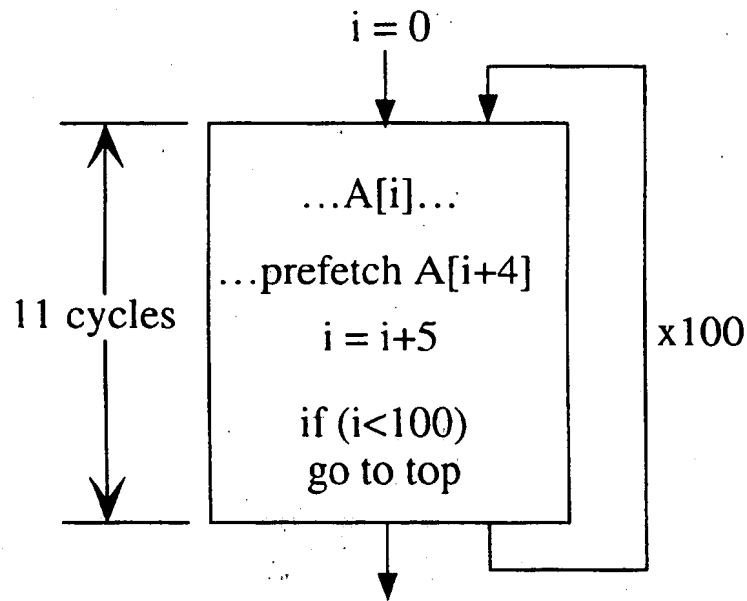 i = 0
...A[i]...
...prefetch A[i+4]
11 cycles
i = i+5
x100
if (i<100)
go to top